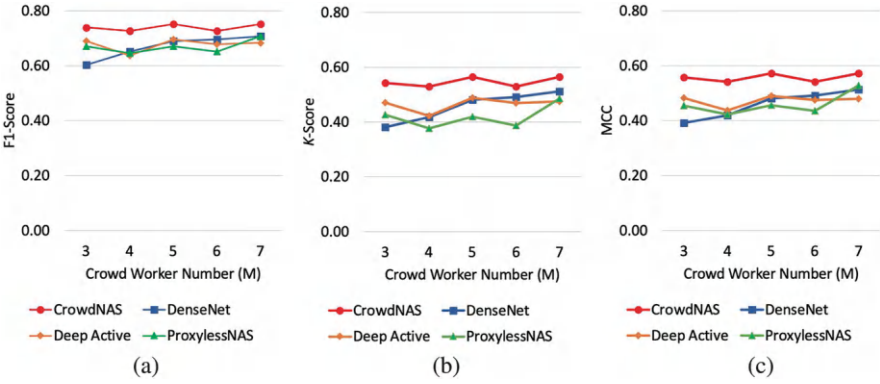 0.80
0.60
0.40
0.20
0.00
F1-Score
3 4 5 6 7
Crowd Worker Number (M)
CrowdNAS DenseNet
Deep Active ProxylessNAS
(a)
0.80
0.60
0.40
0.20
0.00
K-Score
3 4 5 6 7
Crowd Worker Number (M)
CrowdNAS DenseNet
Deep Active ProxylessNAS
(b)
0.80
0.60
0.40
0.20
0.00
MCC
3 4 5 6 7
Crowd Worker Number (M)
CrowdNAS DenseNet
Deep Active ProxylessNAS
(c)